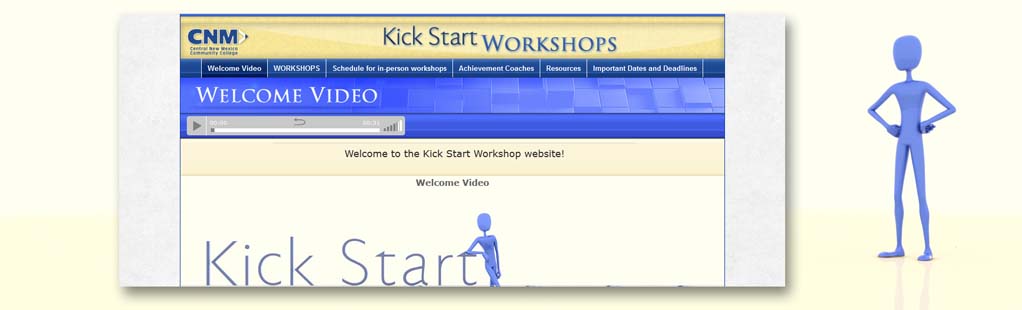 CNM
Central New Mexico
Community College
Kick Start WORKSHOPS
Welcome Video WORKSHOPS Schedule for in-person workshops Achievement Coaches Resources Important Dates and Deadlines
WELCOME VIDEO
00:00 00:31
Welcome to the Kick Start Workshop website!
Welcome Video
Kick Start